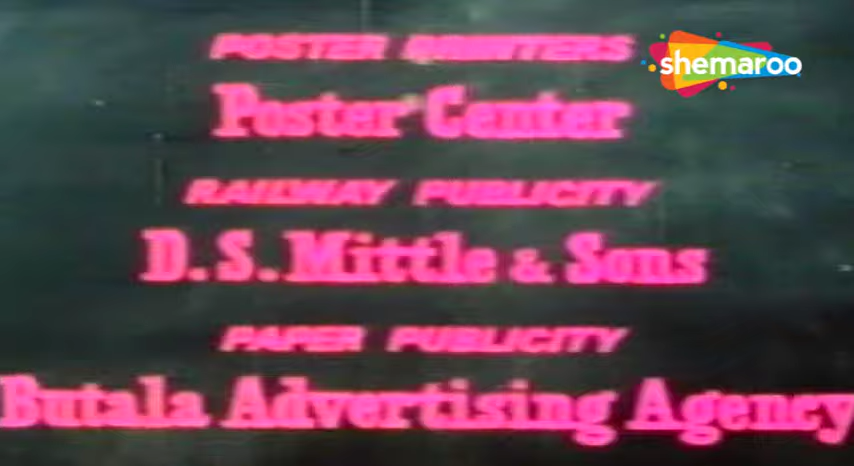 POSTER PRINTERS
shemaroo
Poster Center
RAILWAY PUBLICITY
D.S. Mittle & Sons
PAPER PUBLICITY
Butala Advertising Agency